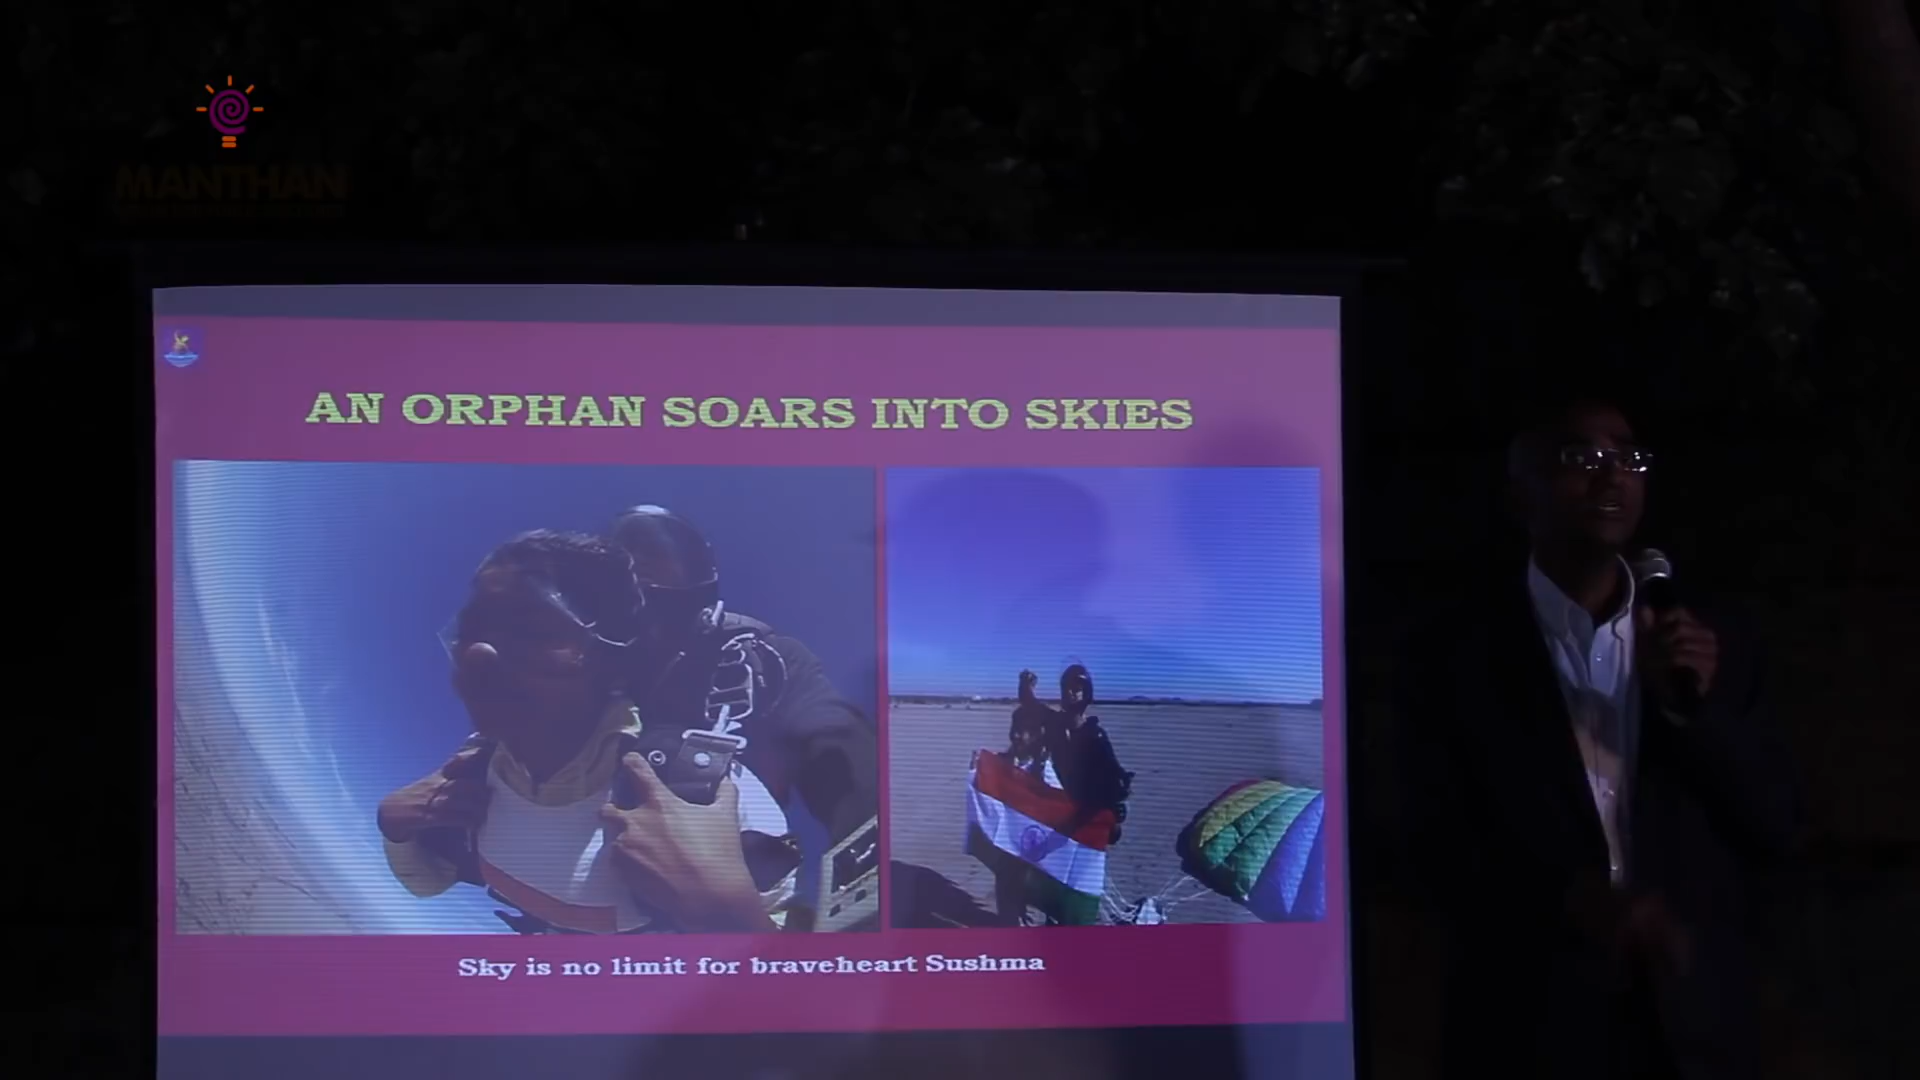 MANTHAN
AN ORPHAN SOARS INTO SKIES
Sky is no limit for braveheart Sushma